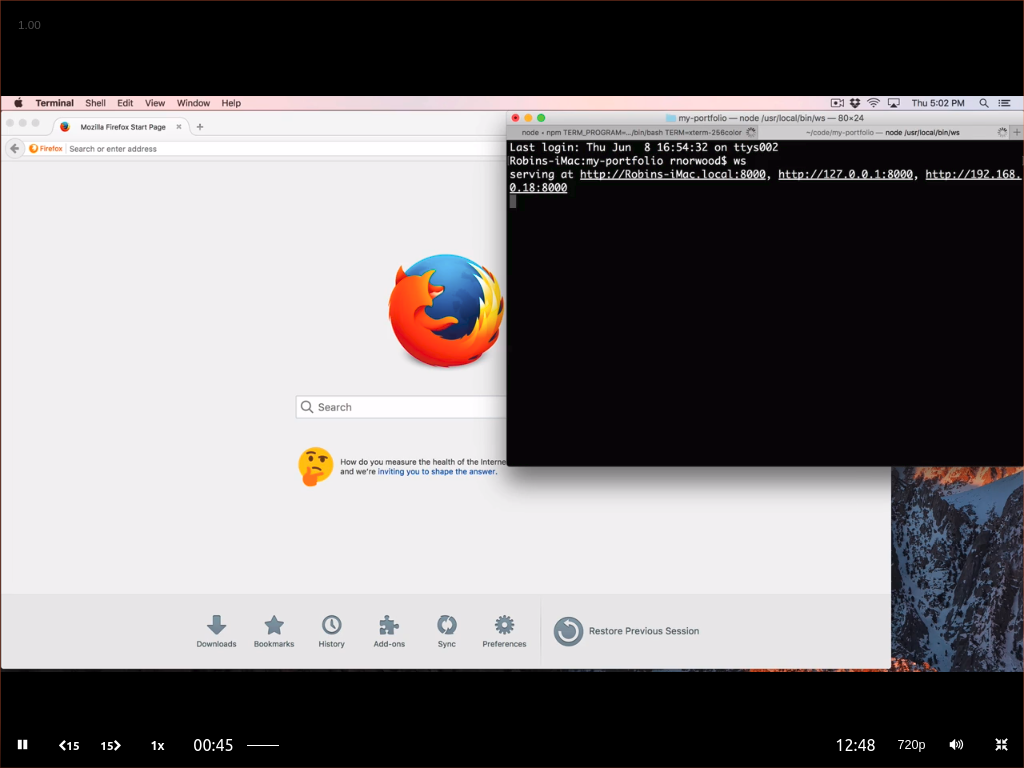 1.00
Terminal Shell Edit View Window Help
Thu 5:02 PM
Mozilla Firefox Start Page
my-portfolio — node /usr/local/bin/ws — 80×24
node ▸ npm TERM_PROGRAM=.../bin/bash TERM=xterm-256color
~/code/my-portfolio — node /usr/local/bin/ws
Firefox Search or enter address
Last login: Thu Jun  8 16:54:32 on ttys002
Robins-iMac:my-portfolio rnorwood$ ws
serving at http://Robins-iMac.local:8000, http://127.0.0.1:8000, http://192.168.
0.18:8000
Search
How do you measure the health of the Interne
and we're inviting you to shape the answer.
Downloads Bookmarks History Add-ons Sync Preferences
Restore Previous Session
15 15 1x 00:45 12:48 720p